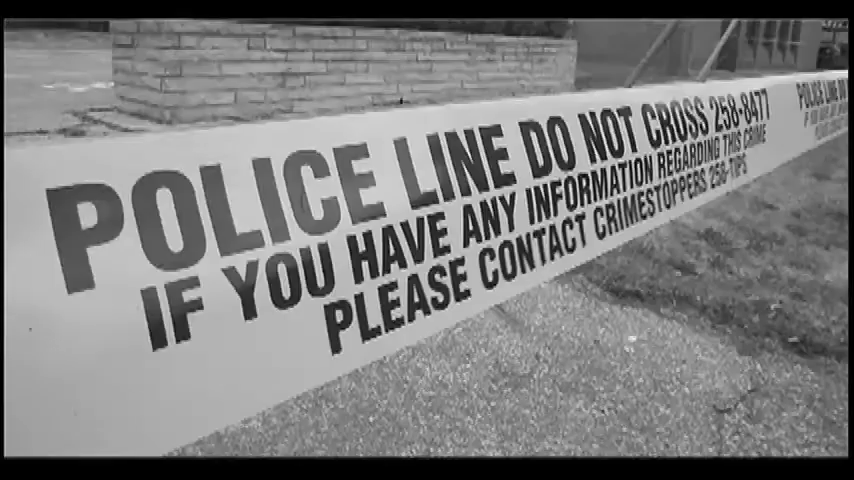 POLICE LINE DO NOT CROSS 258-8477
IF YOU HAVE ANY INFORMATION REGARDING THIS CRIME
PLEASE CONTACT CRIMESTOPPERS 258-TIPS
POLICE LINE DO